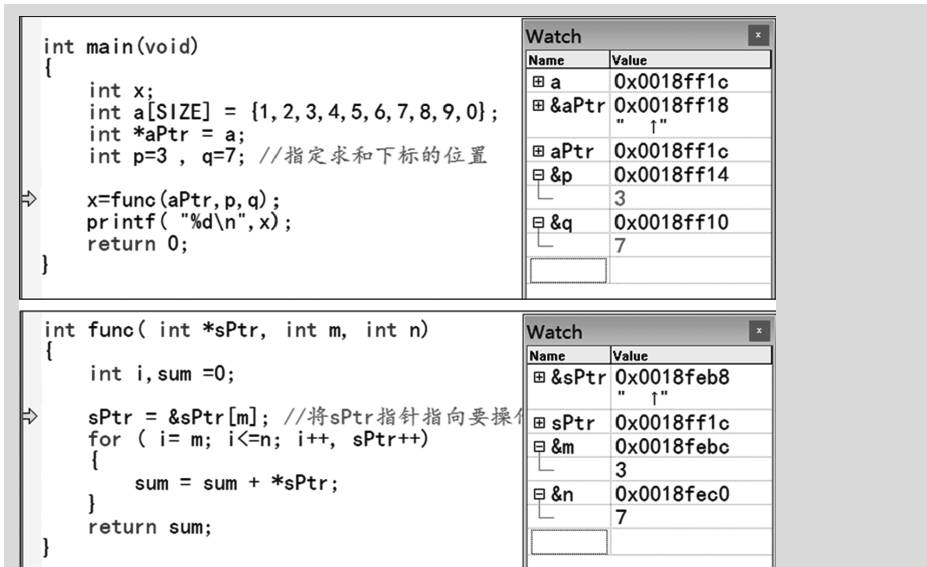 int main(void)
{
int x;
int a[SIZE] = {1,2,3,4,5,6,7,8,9,0};
int *aPtr = a;
int p=3 , q=7; //指定求和下标的位置
x=func(aPtr,p,q);
printf( "%d\n",x);
return 0;
}
Watch x
Name Value
a 0x0018ff1c
&aPtr 0x0018ff18
" ↑"
aPtr 0x0018ff1c
&p 0x0018ff14
3
&q 0x0018ff10
7
int func( int *sPtr, int m, int n)
{
int i,sum =0;
sPtr = &sPtr[m]; //将sPtr指针指向要操作
for ( i= m; i<=n; i++, sPtr++)
{
sum = sum + *sPtr;
}
return sum;
}
Watch x
Name Value
&sPtr 0x0018feb8
" ↑"
sPtr 0x0018ff1c
&m 0x0018febc
3
&n 0x0018fec0
7